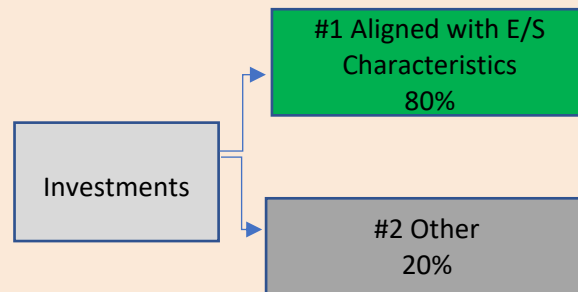 #1 Aligned with E/S
Characteristics
80%
Investments
#2 Other
20%